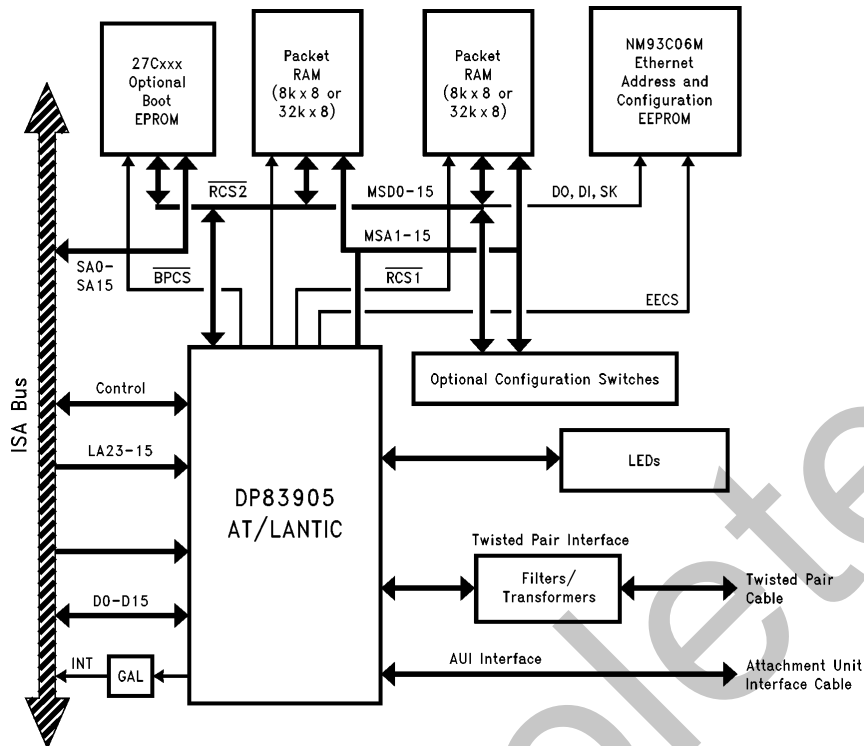 27Cxxx
Optional
Boot
EPROM
Packet
RAM
(8k x 8 or
32k x 8)
Packet
RAM
(8k x 8 or
32k x 8)
NM93C06M
Ethernet
Address and
Configuration
EEPROM
RCS2
MSD0-15
DO, DI, SK
MSA1-15
SA0-
SA15
BPCS
RCS1
EECS
Optional Configuration Switches
ISA Bus
Control
LA23-15
LEDs
DP83905
AT/LANTIC
Twisted Pair Interface
Filters/
Transformers
Twisted Pair
Cable
D0-D15
INT
GAL
AUI Interface
Attachment Unit
Interface Cable